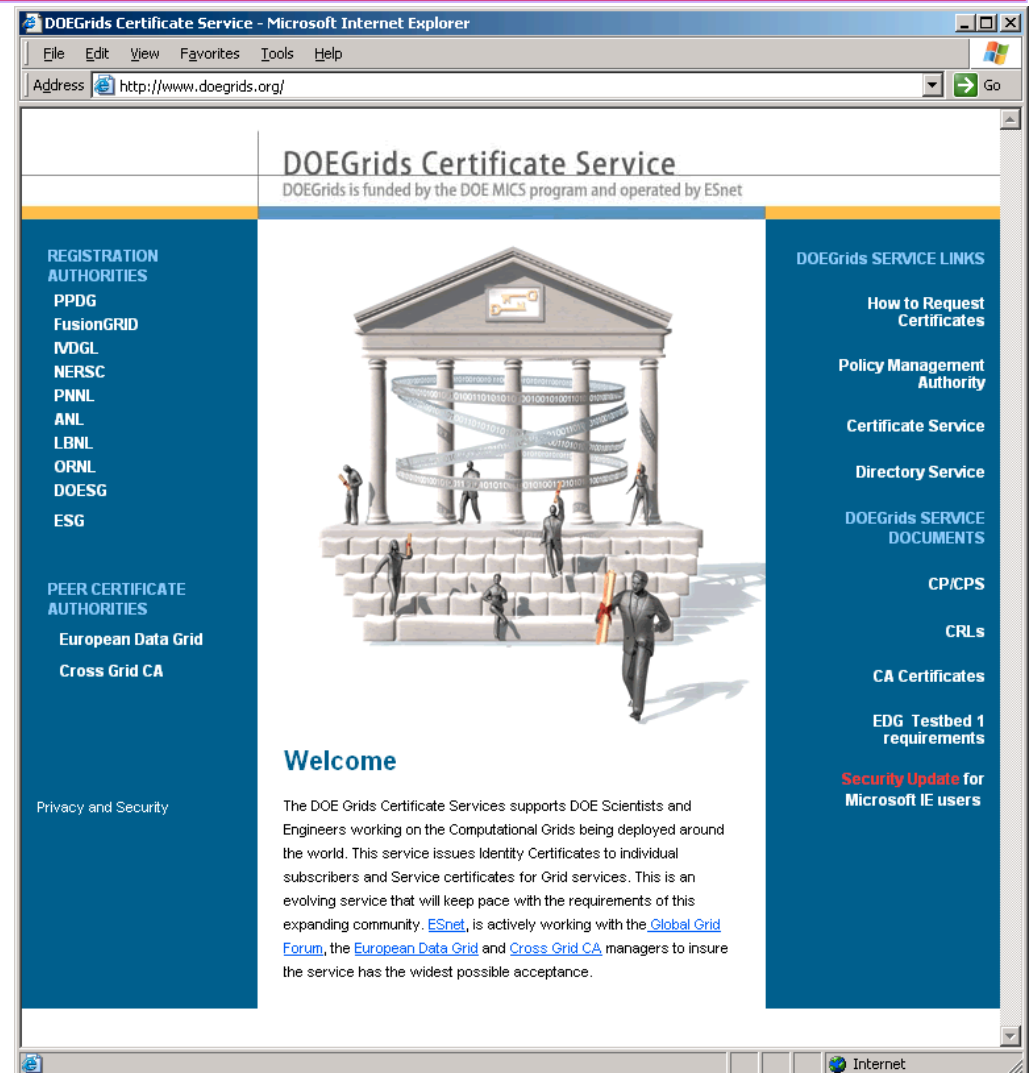 DOEGrids Certificate Service - Microsoft Internet Explorer
File Edit View Favorites Tools Help
Address http://www.doegrids.org/ Go
DOEGrids Certificate Service
DOEGrids is funded by the DOE MICS program and operated by ESnet
REGISTRATION
AUTHORITIES
PPDG
FusionGRID
IVDGL
NERSC
PNNL
ANL
LBNL
ORNL
DOESG
ESG
PEER CERTIFICATE
AUTHORITIES
European Data Grid
Cross Grid CA
Privacy and Security
Welcome
The DOE Grids Certificate Services supports DOE Scientists and
Engineers working on the Computational Grids being deployed around
the world. This service issues Identity Certificates to individual
subscribers and Service certificates for Grid services. This is an
evolving service that will keep pace with the requirements of this
expanding community. ESnet, is actively working with the Global Grid
Forum, the European Data Grid and Cross Grid CA managers to insure
the service has the widest possible acceptance.
DOEGrids SERVICE LINKS
How to Request
Certificates
Policy Management
Authority
Certificate Service
Directory Service
DOEGrids SERVICE
DOCUMENTS
CP/CPS
CRLs
CA Certificates
EDG Testbed 1
requirements
Security Update for
Microsoft IE users
Internet